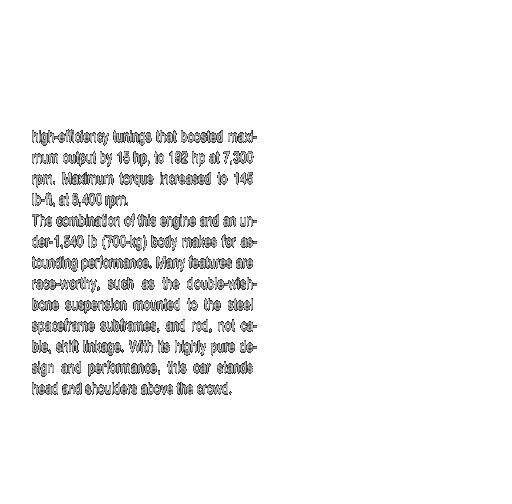 high-efficiency tunings that boosted maxi-
mum output by 15 hp, to 192 hp at 7,300
rpm. Maximum torque increased to 145
lb-ft, at 6,400 rpm.
The combination of this engine and an un-
der-1,540 lb (700-kg) body makes for as-
tounding performance. Many features are
race-worthy, such as the double-wish-
bone suspension mounted to the steel
spaceframe subframes, and rod, not ca-
ble, shift linkage. With its highly pure de-
sign and performance, this car stands
head and shoulders above the crowd.